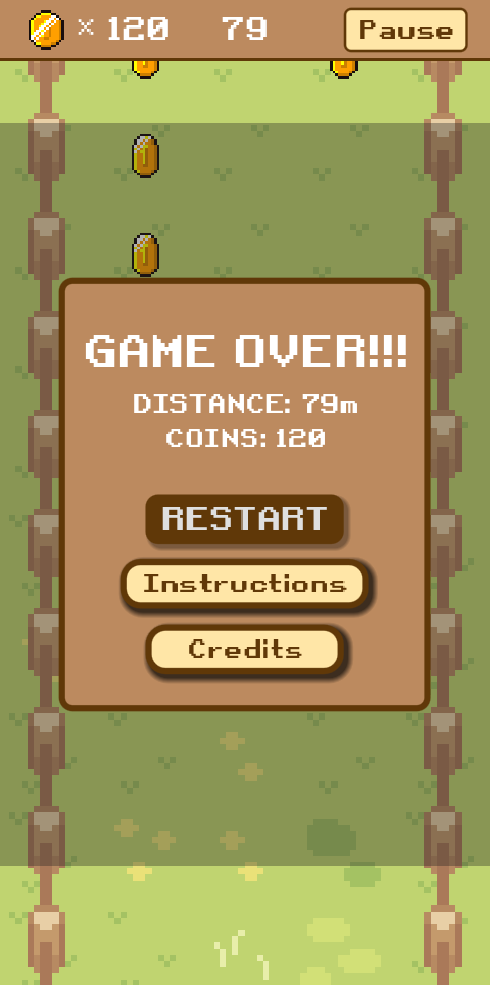 × 120 79 Pause
GAME OVER!!!
DISTANCE: 79m
COINS: 120
RESTART
Instructions
Credits